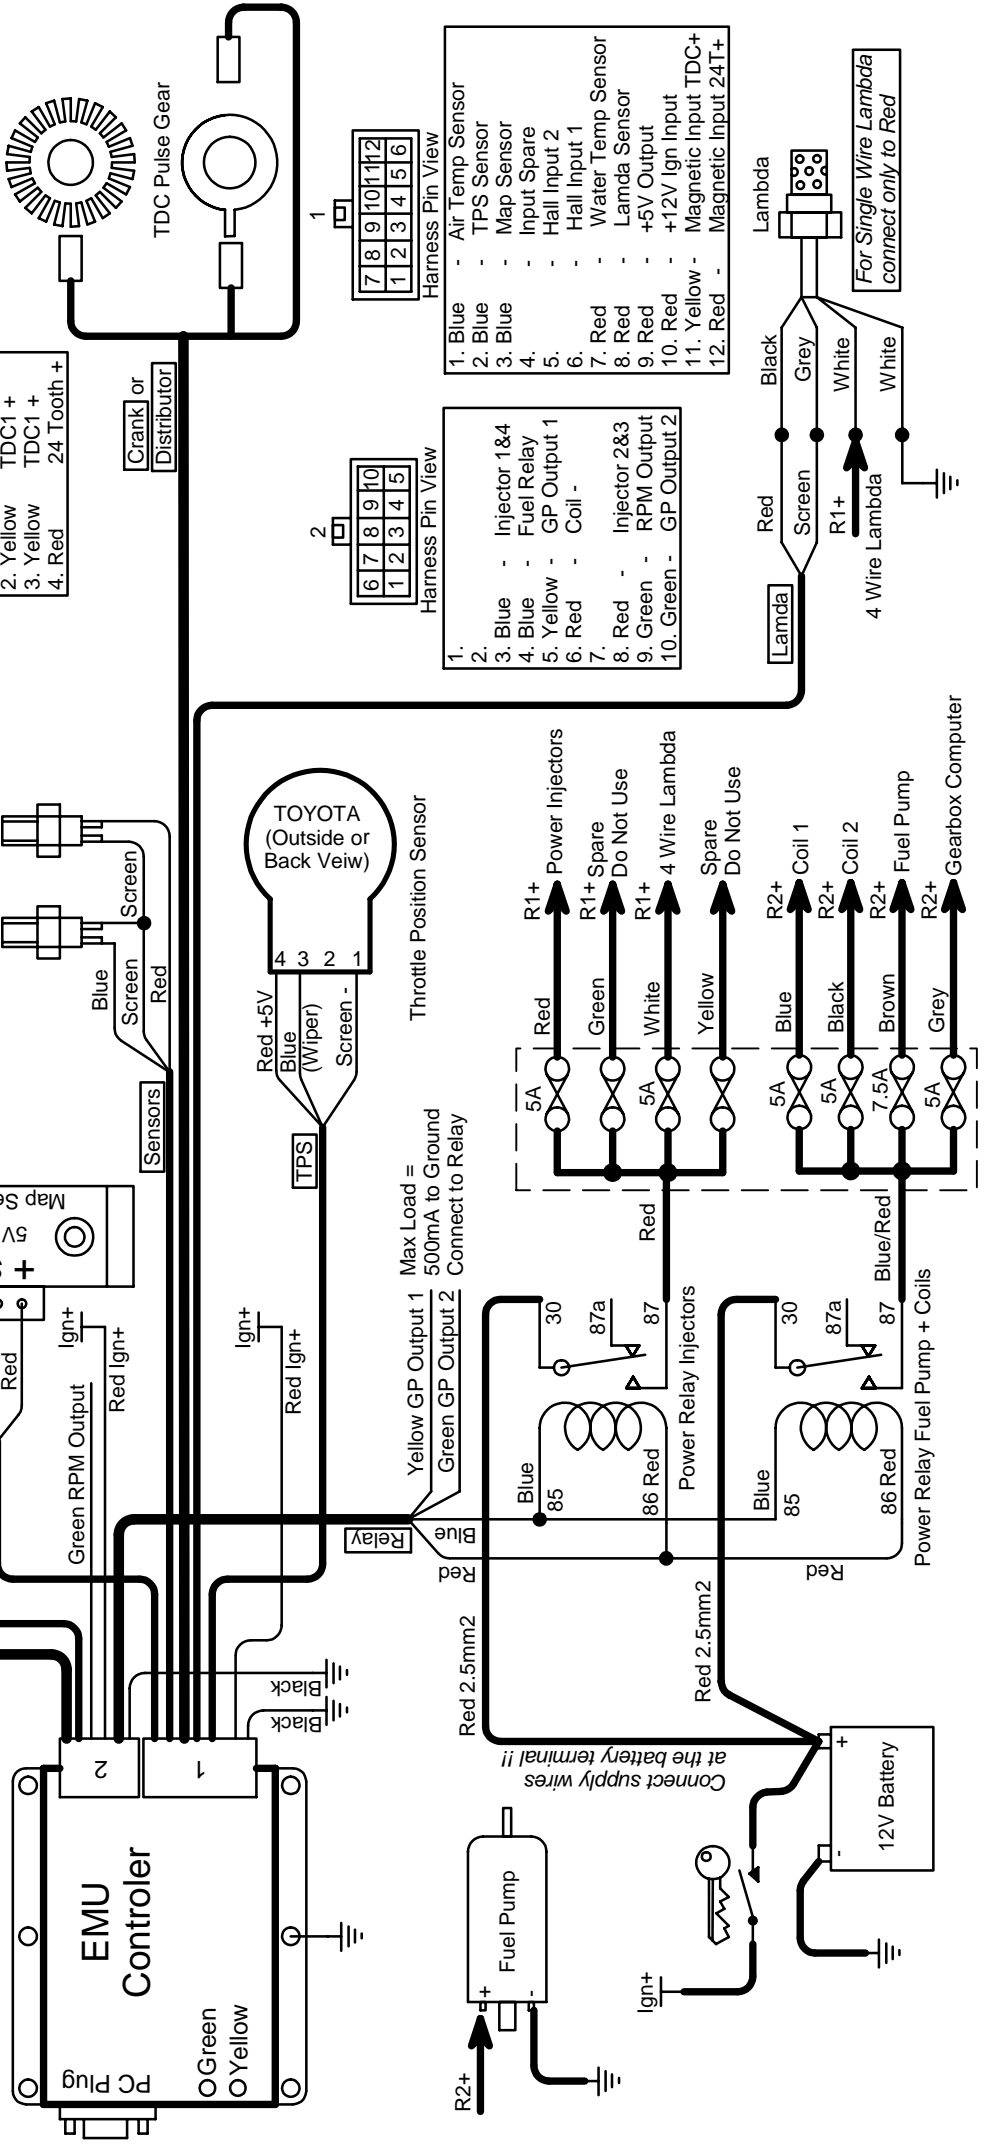 2. Yellow TDC1 +
3. Yellow TDC1 +
4. Red 24 Tooth +
Crank or
Distributor
TDC Pulse Gear
1
7 8 9 10 11 12
1 2 3 4 5 6
Harness Pin View
1. Blue - Air Temp Sensor
2. Blue - TPS Sensor
3. Blue - Map Sensor
4. - Input Spare
5. - Hall Input 2
6. - Hall Input 1
7. Red - Water Temp Sensor
8. Red - Lamda Sensor
9. Red - +5V Output
10. Red - +12V Ign Input
11. Yellow - Magnetic Input TDC+
12. Red - Magnetic Input 24T+
2
6 7 8 9 10
1 2 3 4 5
Harness Pin View
1.
2.
3. Blue - Injector 1&4
4. Blue - Fuel Relay
5. Yellow - GP Output 1
6. Red - Coil -
7.
8. Red - Injector 2&3
9. Green - RPM Output
10. Green - GP Output 2
Lambda
For Single Wire Lambda
connect only to Red
Black
Grey
White
White
Red
Screen
R1+
4 Wire Lambda
Lamda
Blue
Screen
Red
Screen
Sensors
TOYOTA
(Outside or
Back Veiw)
4 3 2 1
Red +5V
Blue
(Wiper)
Screen -
TPS
Throttle Position Sensor
5V
+
Red
Ign+
Red Ign+
Green RPM Output
Ign+
Red Ign+
Relay
Yellow GP Output 1
Green GP Output 2
Max Load =
500mA to Ground
Connect to Relay
Blue
Red
Blue
85
86 Red
30
87a
87
Power Relay Injectors
Red
5A
5A
Red
Green
White
Yellow
R1+
Power Injectors
R1+
Spare
Do Not Use
R1+
4 Wire Lambda
Spare
Do Not Use
Blue
85
86 Red
Red
30
87a
87
Power Relay Fuel Pump + Coils
Blue/Red
5A
5A
7.5A
5A
Blue
Black
Brown
Grey
R2+
Coil 1
R2+
Coil 2
R2+
Fuel Pump
R2+
Gearbox Computer
Red 2.5mm2
Red 2.5mm2
Connect supply wires
at the battery terminal !!
EMU
Controler
2
1
Black
Black
PC Plug
Green
Yellow
Fuel Pump
+
-
R2+
Ign+
12V Battery
+
-